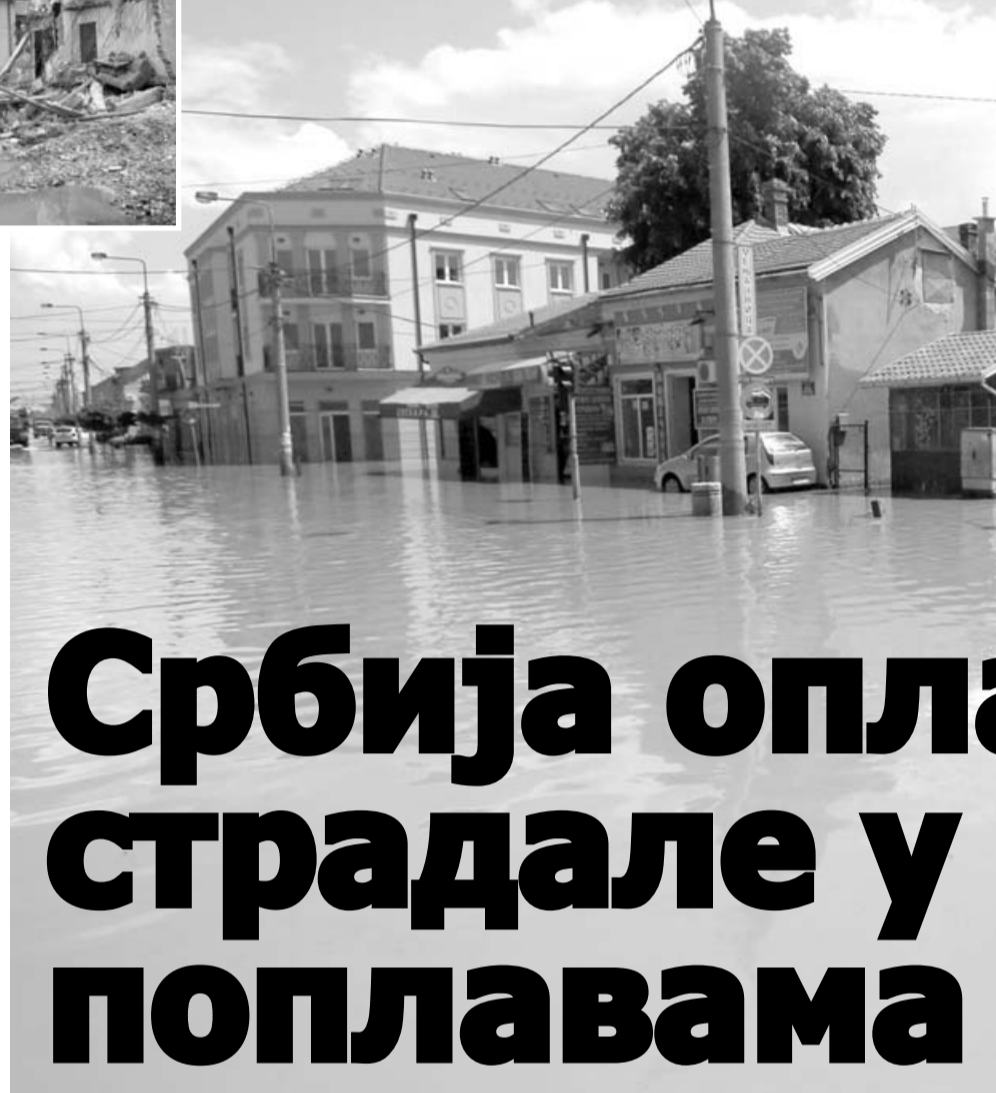 Србија опла
страдале у
поплавама